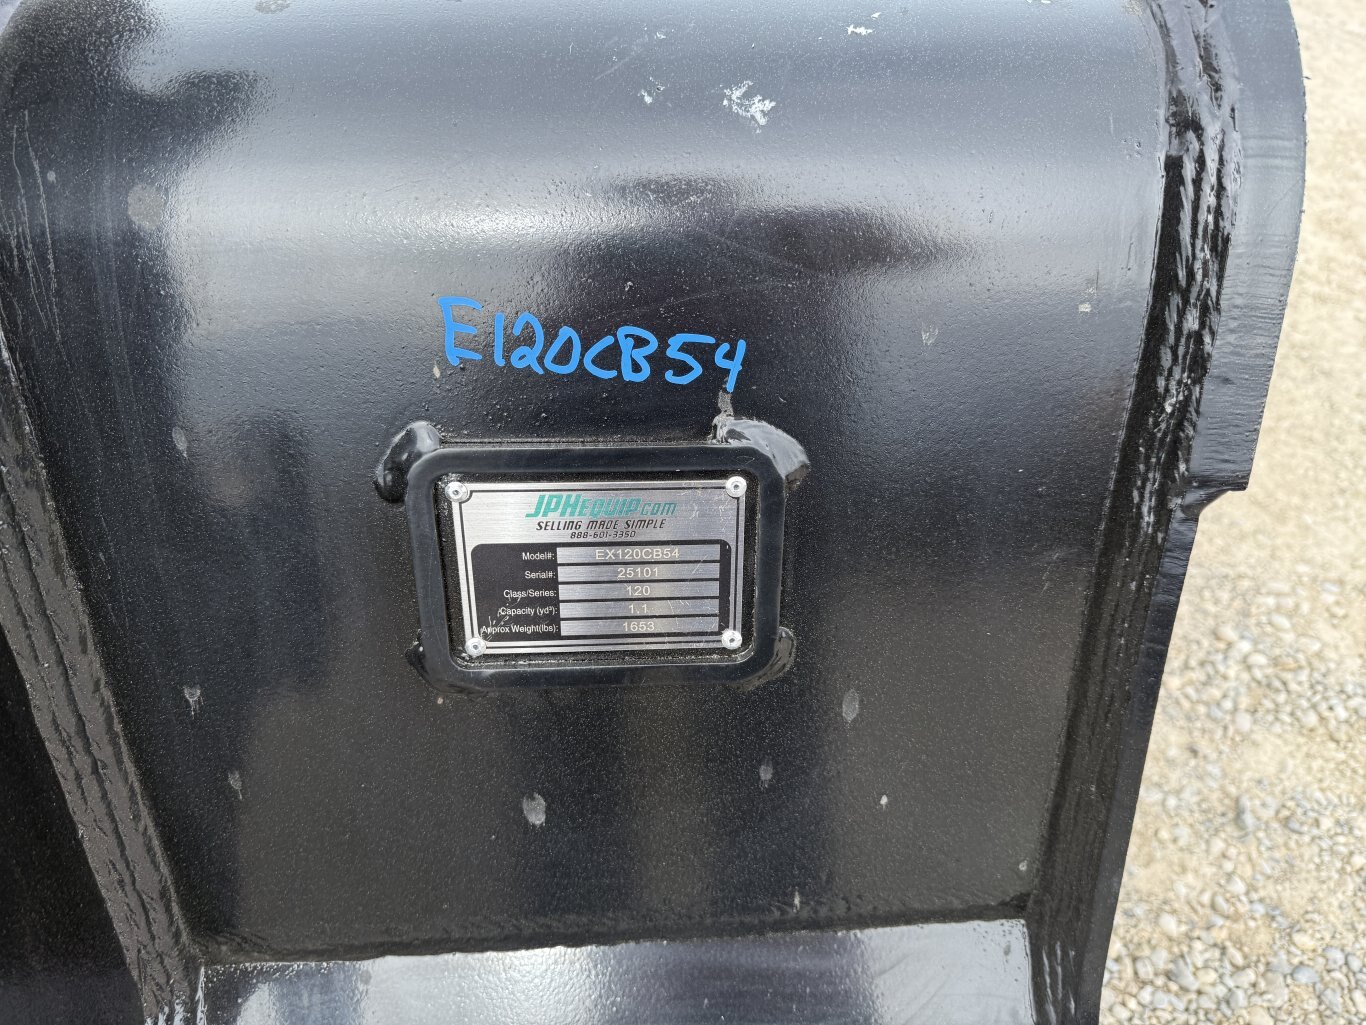 E120CB54
JPHEQUIP.COM
SELLING MADE SIMPLE
888-601-3350
Model#: EX120CB54
Serial#: 25101
Class/Series: 120
Capacity (yd³): 1.1
Approx Weight(lbs): 1653